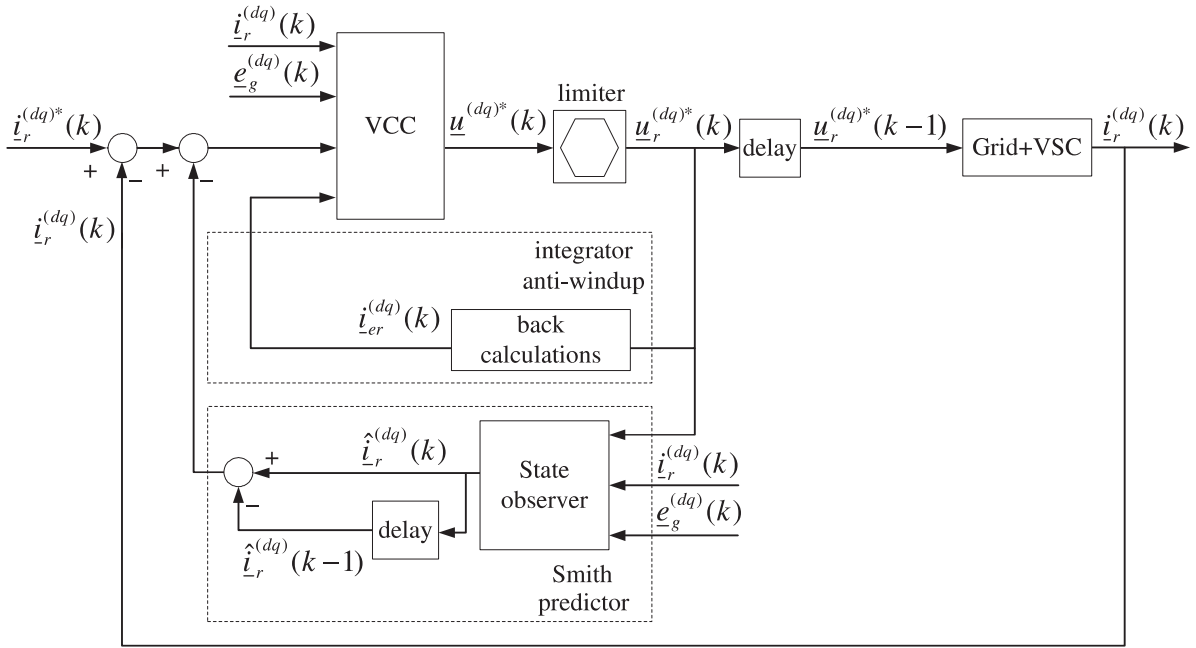 i_r^(dq)(k)
e_g^(dq)(k)
limiter
i_r^(dq)*(k)
VCC
u^(dq)*(k)
u_r^(dq)*(k)
delay
u_r^(dq)*(k−1)
Grid+VSC
i_r^(dq)(k)
+
−
+
−
i_r^(dq)(k)
integrator
anti-windup
i_er^(dq)(k)
back
calculations
+
î_r^(dq)(k)
State
observer
i_r^(dq)(k)
e_g^(dq)(k)
−
delay
î_r^(dq)(k−1)
Smith
predictor